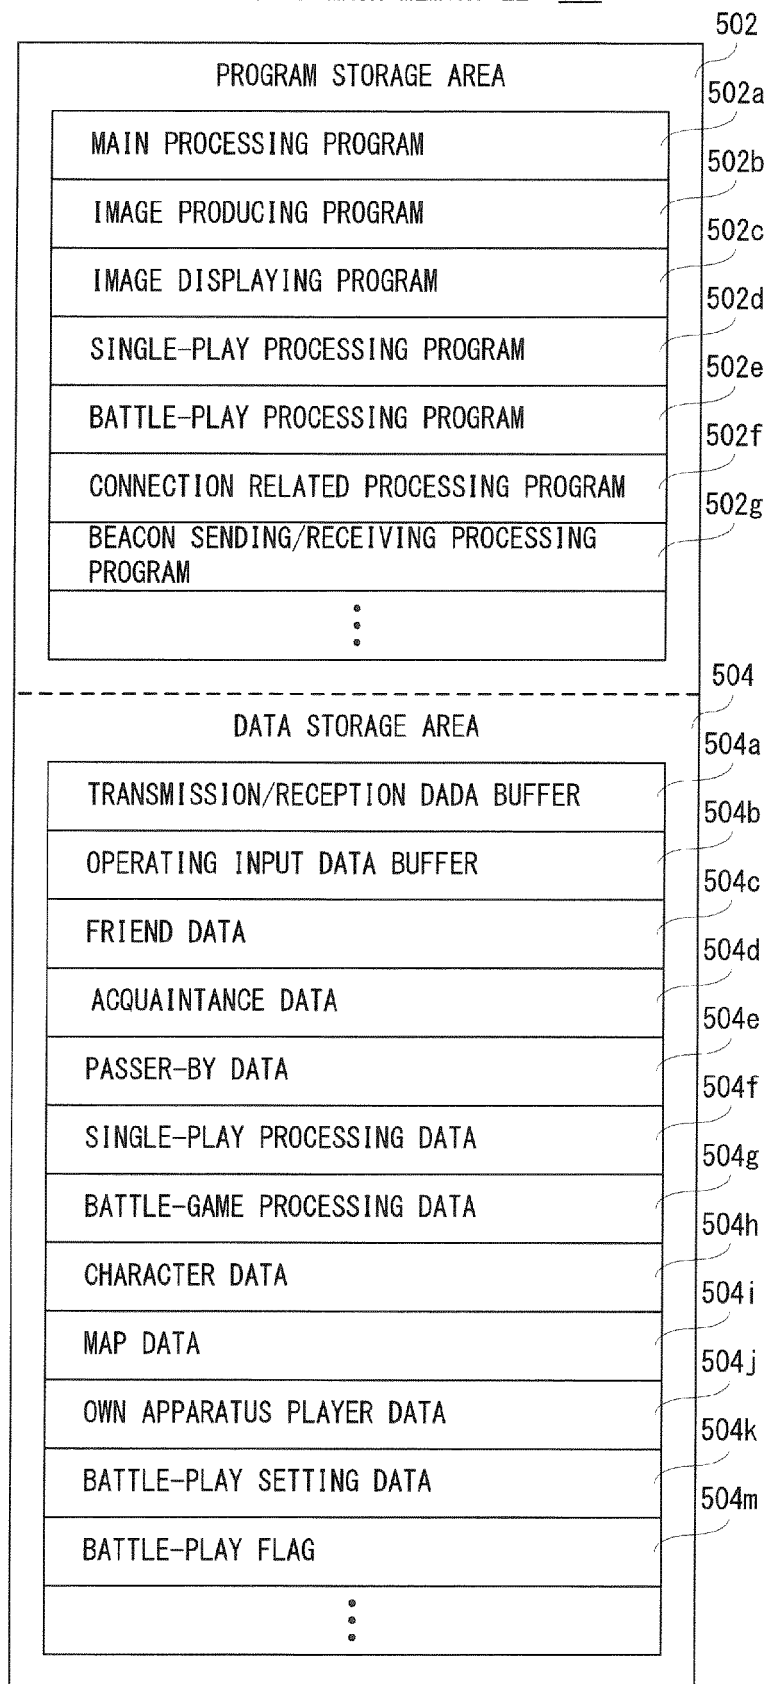 502
PROGRAM STORAGE AREA
502a
MAIN PROCESSING PROGRAM
502b
IMAGE PRODUCING PROGRAM
502c
IMAGE DISPLAYING PROGRAM
502d
SINGLE-PLAY PROCESSING PROGRAM
502e
BATTLE-PLAY PROCESSING PROGRAM
502f
CONNECTION RELATED PROCESSING PROGRAM
502g
BEACON SENDING/RECEIVING PROCESSING
PROGRAM
504
DATA STORAGE AREA
504a
TRANSMISSION/RECEPTION DADA BUFFER
504b
OPERATING INPUT DATA BUFFER
504c
FRIEND DATA
504d
ACQUAINTANCE DATA
504e
PASSER-BY DATA
504f
SINGLE-PLAY PROCESSING DATA
504g
BATTLE-GAME PROCESSING DATA
504h
CHARACTER DATA
504i
MAP DATA
504j
OWN APPARATUS PLAYER DATA
504k
BATTLE-PLAY SETTING DATA
504m
BATTLE-PLAY FLAG